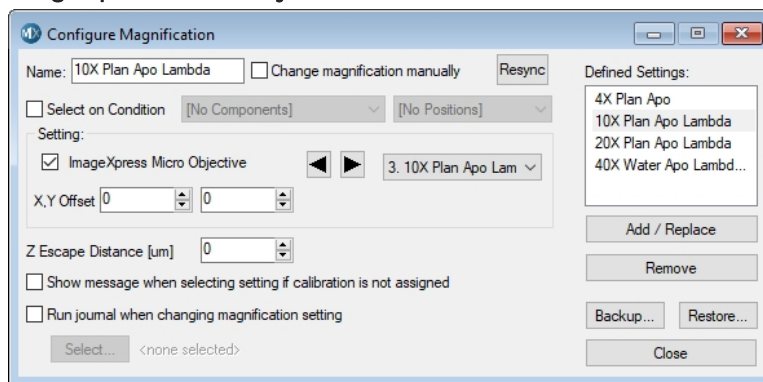 Configure Magnification
Name: 10X Plan Apo Lambda Change magnification manually Resync
Select on Condition [No Components] [No Positions]
Setting:
ImageXpress Micro Objective 3. 10X Plan Apo Lam
X,Y Offset 0 0
Z Escape Distance [um] 0
Show message when selecting setting if calibration is not assigned
Run journal when changing magnification setting
Select... <none selected>
Defined Settings:
4X Plan Apo
10X Plan Apo Lambda
20X Plan Apo Lambda
40X Water Apo Lambd...
Add / Replace
Remove
Backup... Restore...
Close